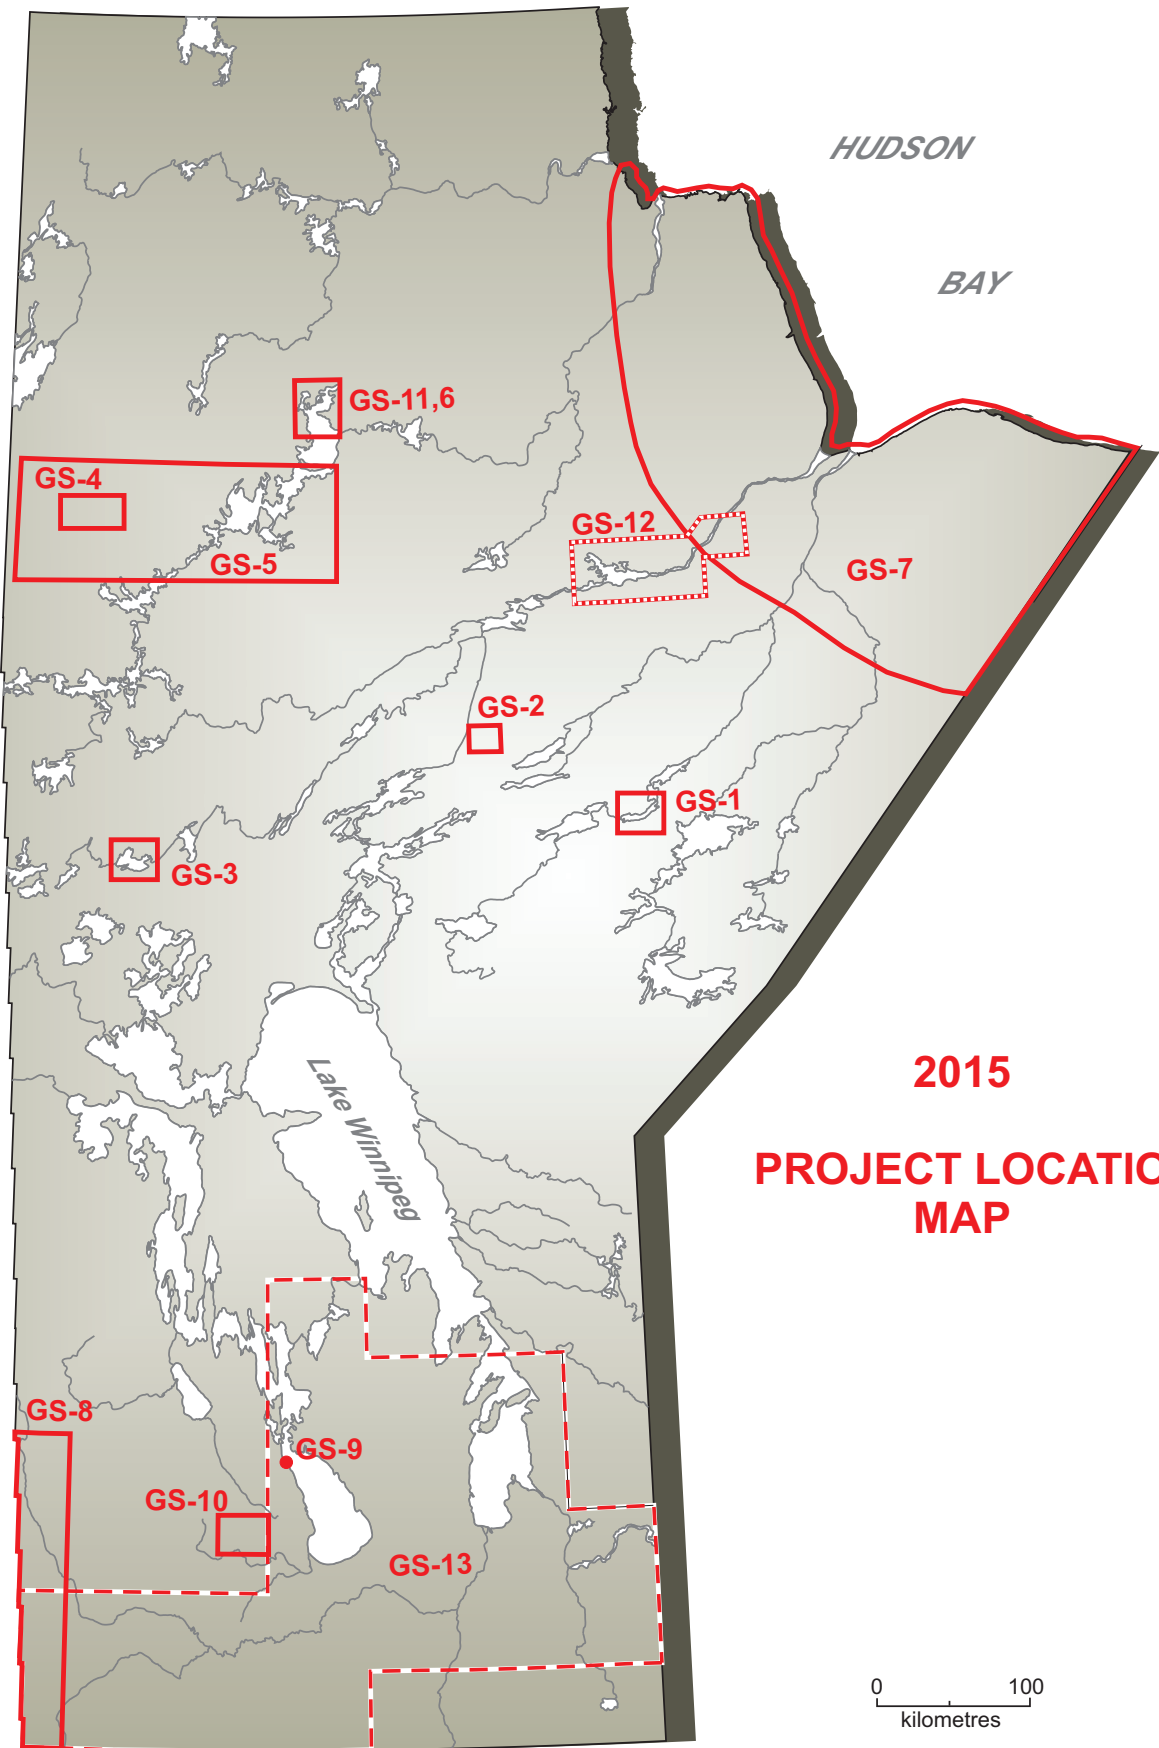 HUDSON
BAY
GS-11,6
GS-4
GS-5
GS-12
GS-7
GS-2
GS-1
GS-3
Lake Winnipeg
2015
PROJECT LOCATIO
MAP
GS-8
GS-9
GS-10
GS-13
0 100
kilometres